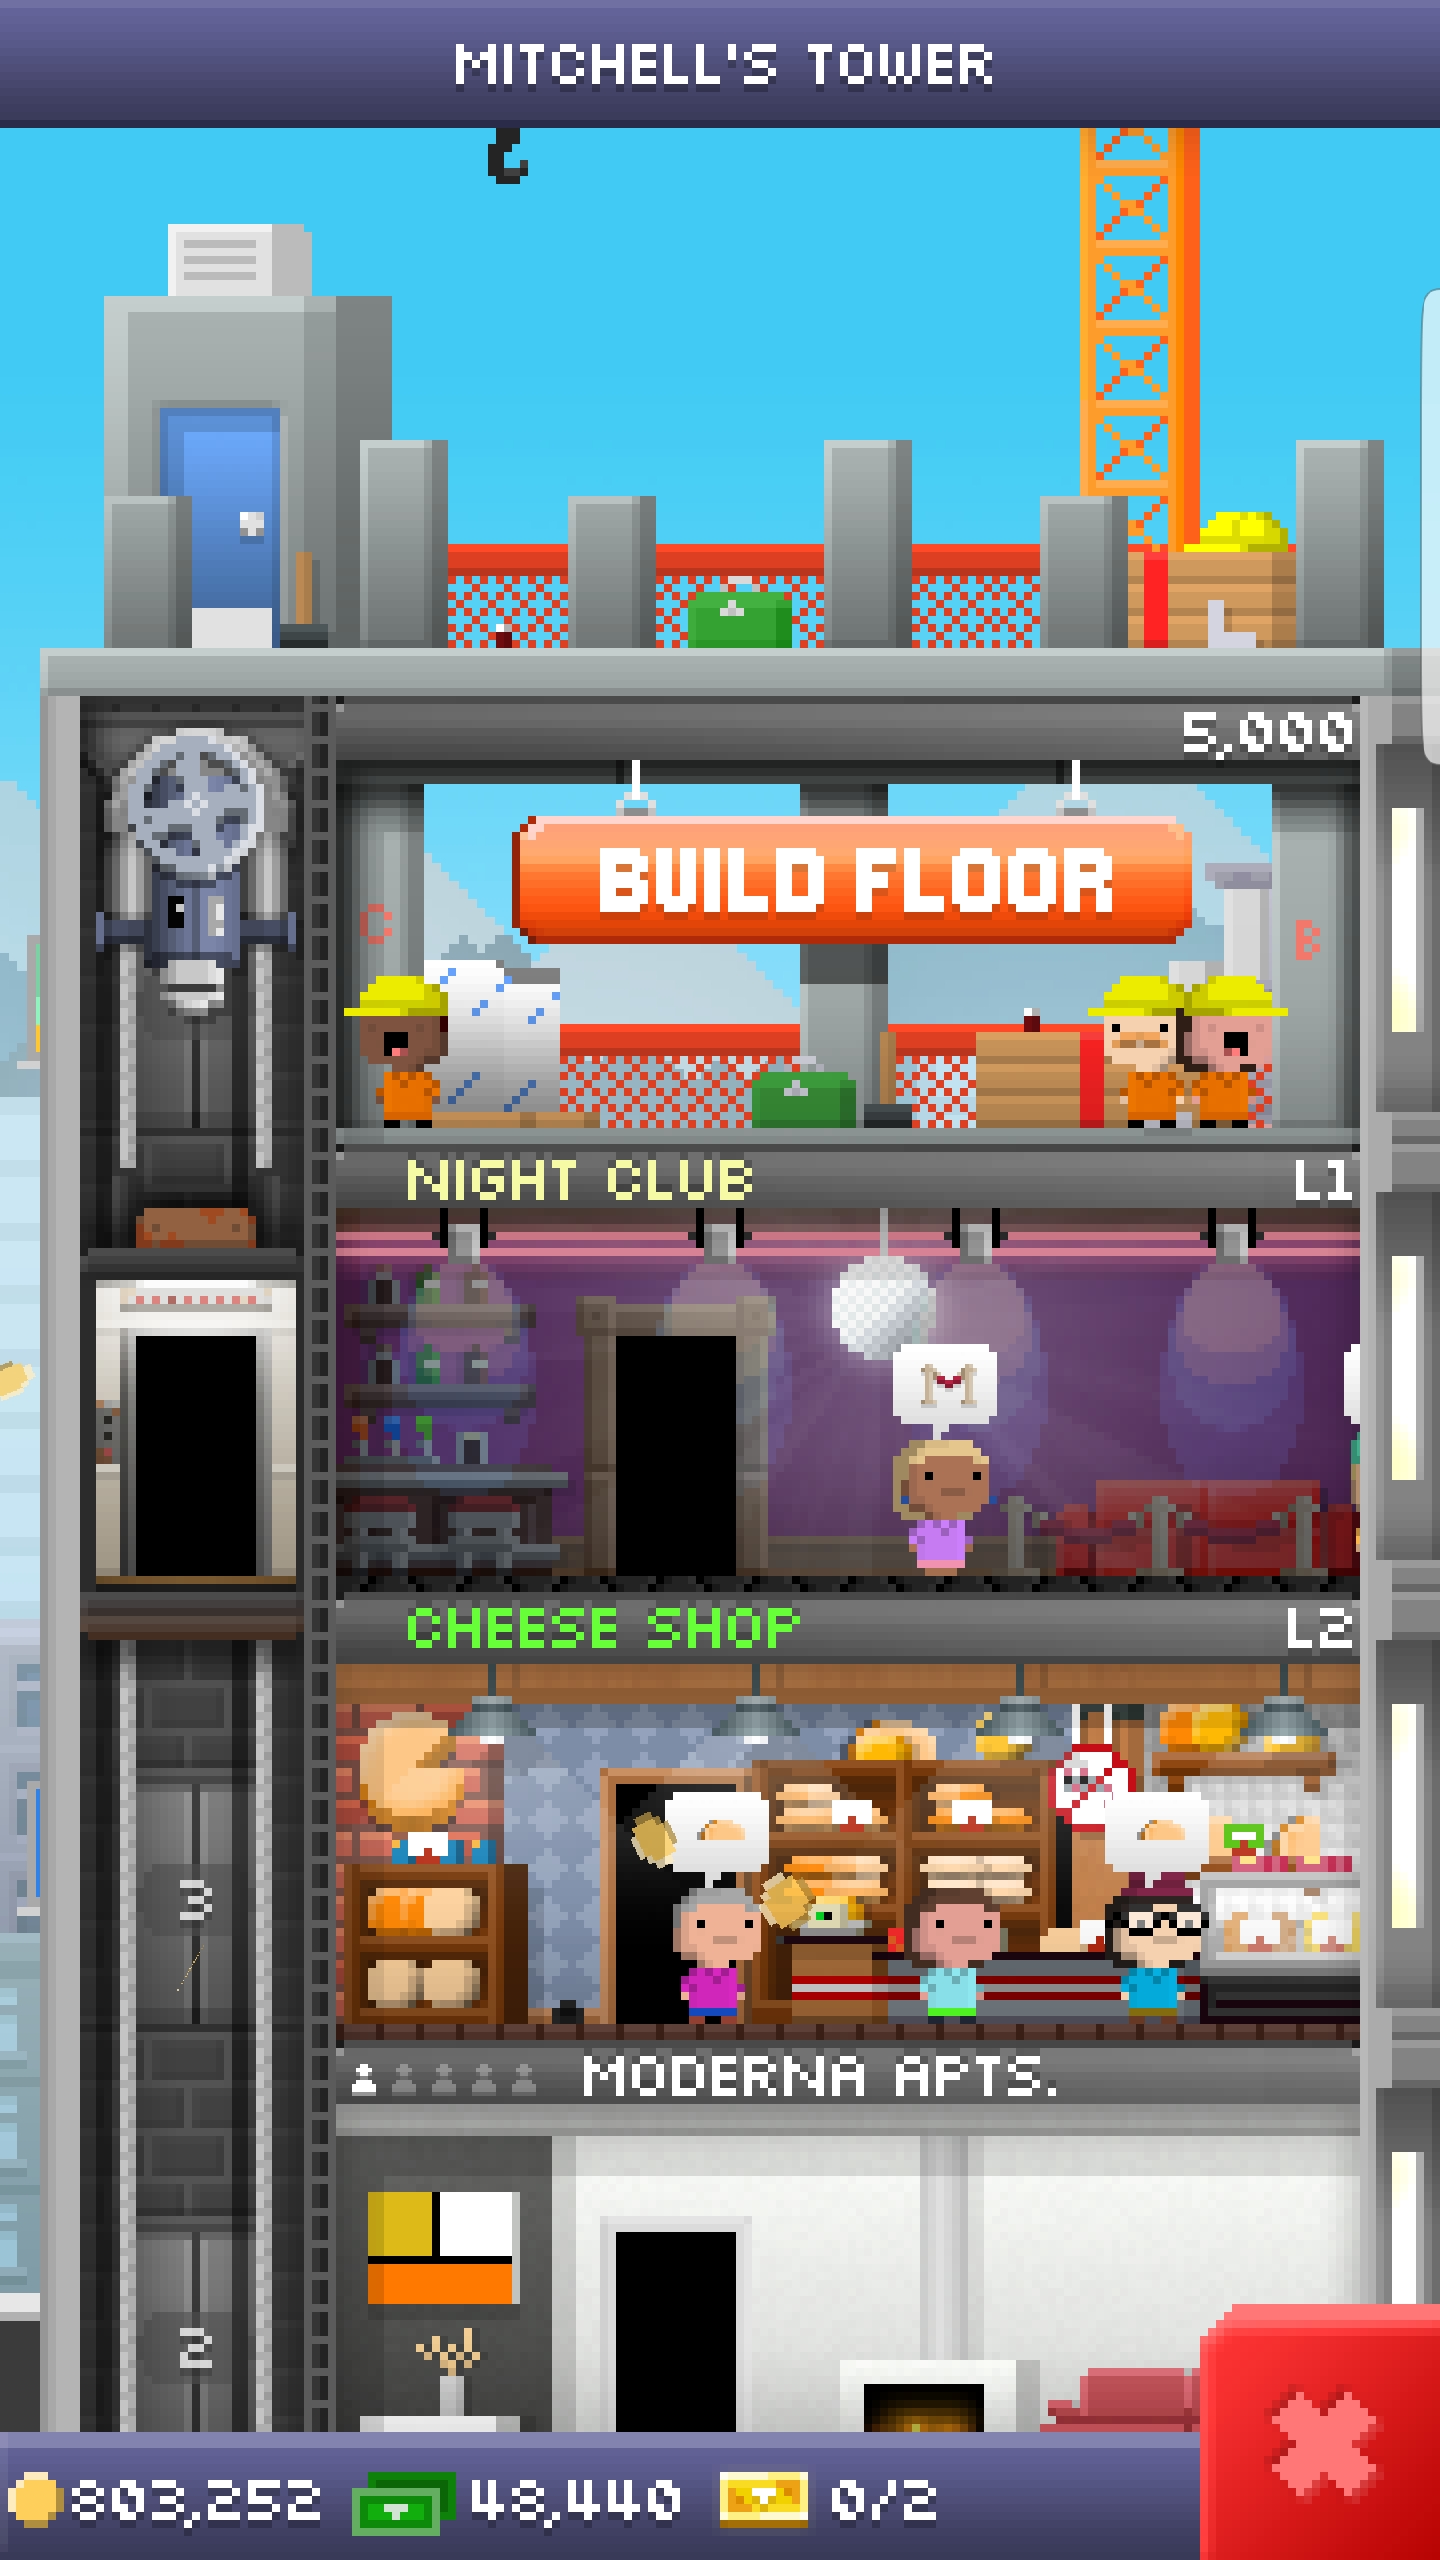 MITCHELL'S TOWER
5,000
BUILD FLOOR
C
B
NIGHT CLUB L1
CHEESE SHOP L2
3
MODERNA APTS.
2
803,252 48,440 0/2